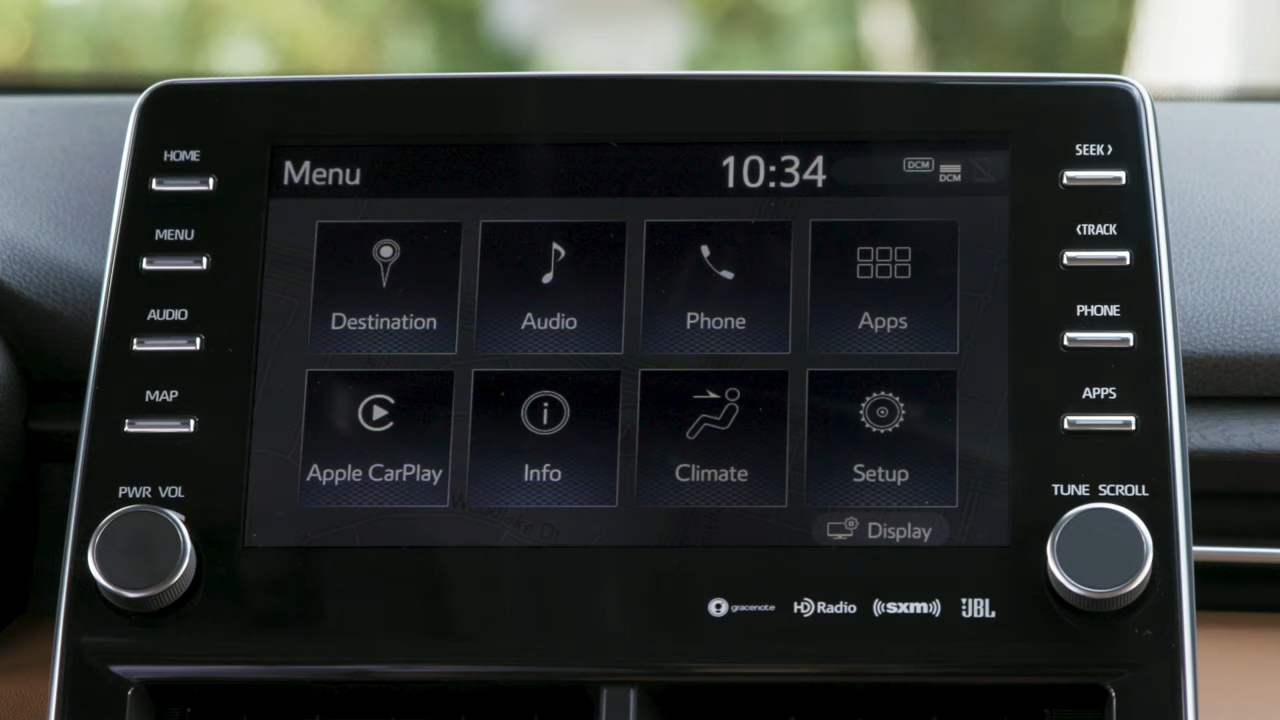 HOME
MENU
AUDIO
MAP
PWR VOL
Menu
10:34
DCM
DCM
Destination
Audio
Phone
Apps
Apple CarPlay
Info
Climate
Setup
Display
SEEK ›
‹TRACK
PHONE
APPS
TUNE SCROLL
gracenote
HD Radio
((sxm))
JBL